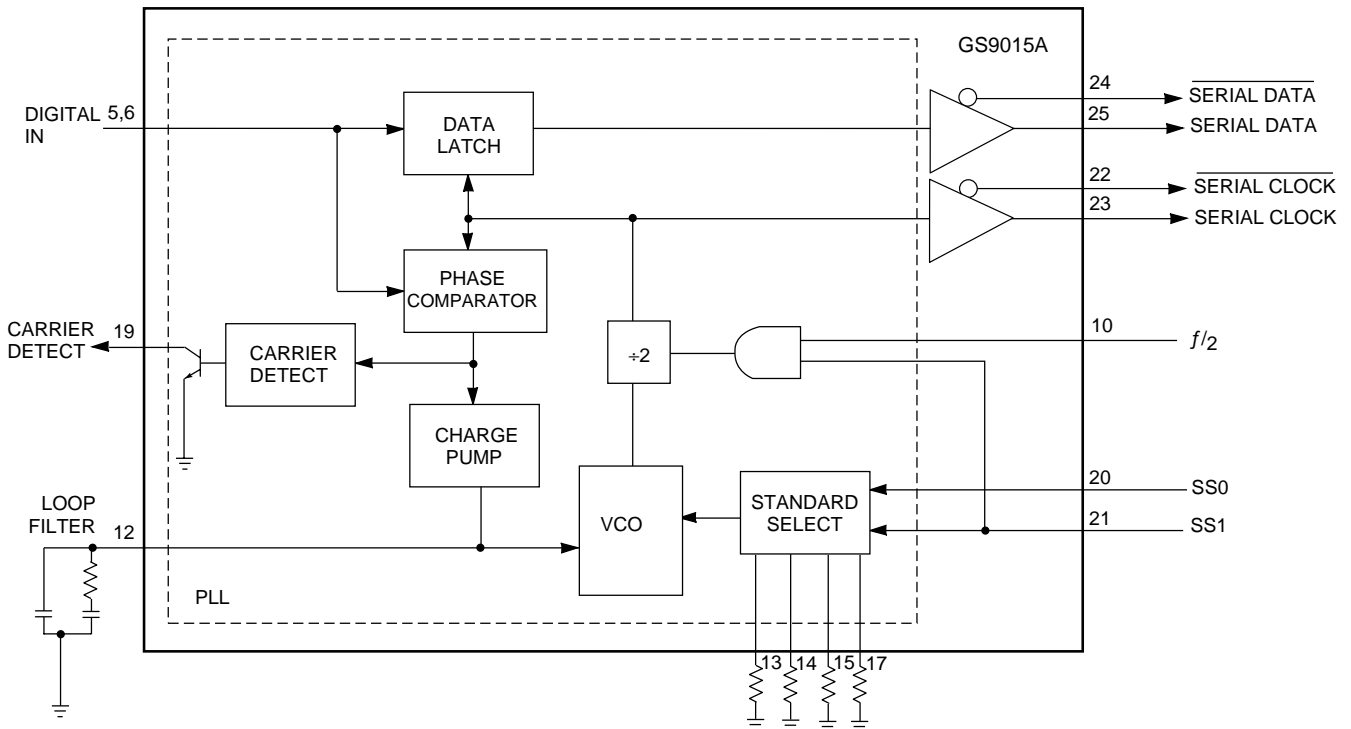 GS9015A
DIGITAL 5,6
IN
DATA
LATCH
24
SERIAL DATA
25
SERIAL DATA
22
SERIAL CLOCK
23
SERIAL CLOCK
PHASE
COMPARATOR
CARRIER
DETECT
19
CARRIER
DETECT
÷2
10
ƒ/2
CHARGE
PUMP
LOOP
FILTER
12
VCO
STANDARD
SELECT
20
SS0
21
SS1
PLL
13 14 15 17